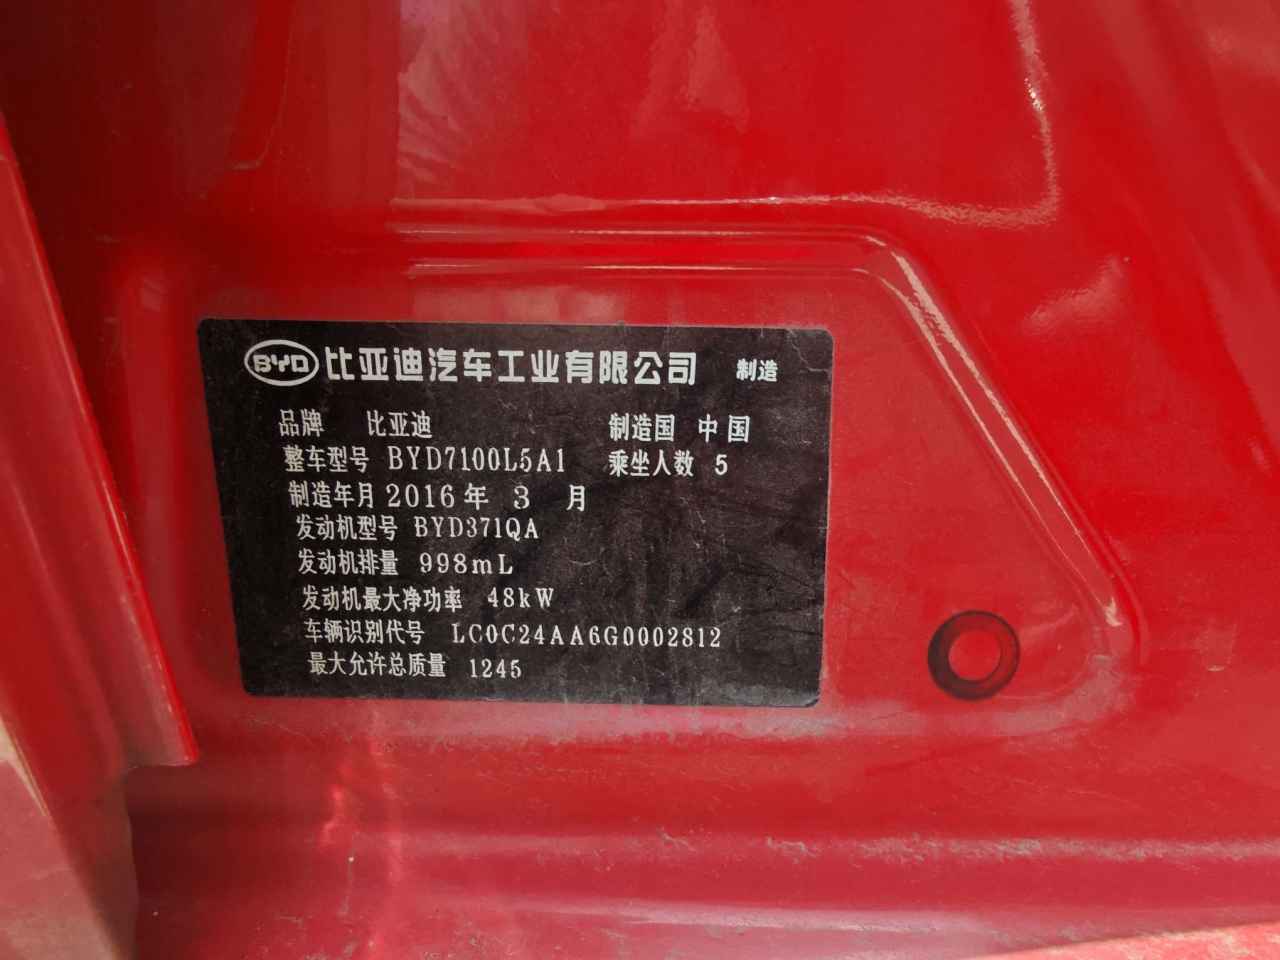 BYD 比亚迪汽车工业有限公司 制造
品牌 比亚迪 制造国 中国
整车型号 BYD7100L5A1 乘坐人数 5
制造年月 2016 年 3 月
发动机型号 BYD371QA
发动机排量 998mL
发动机最大净功率 48kW
车辆识别代号 LC0C24AA6G0002812
最大允许总质量 1245